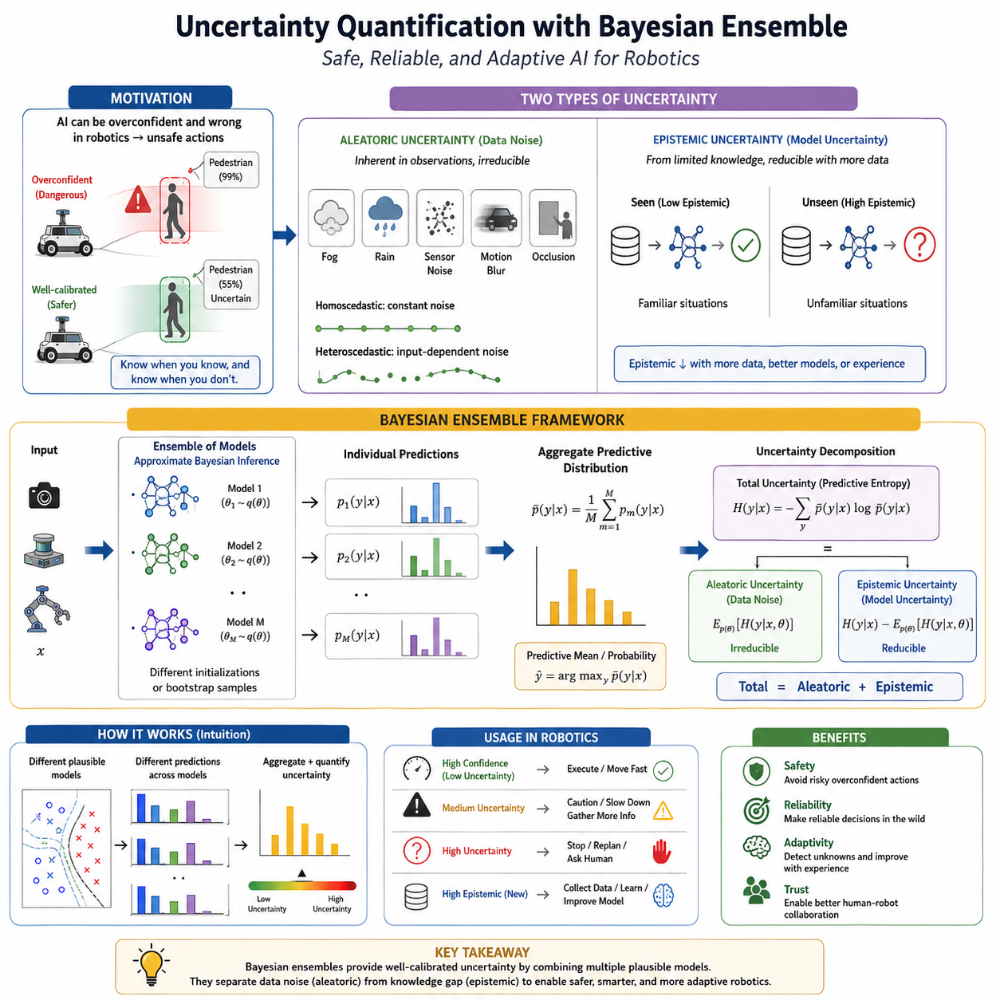 Uncertainty Quantification with Bayesian Ensemble
Safe, Reliable, and Adaptive AI for Robotics
MOTIVATION
AI can be overconfident and wrong
in robotics → unsafe actions
Overconfident
(Dangerous)
Pedestrian
(99%)
Well-calibrated
(Safer)
Pedestrian
(55%)
Uncertain
Know when you know, and
know when you don't.
TWO TYPES OF UNCERTAINTY
ALEATORIC UNCERTAINTY (Data Noise)
Inherent in observations, irreducible
Fog
Rain
Sensor
Noise
Motion
Blur
Occlusion
Homoscedastic: constant noise
Heteroscedastic: input-dependent noise
EPISTEMIC UNCERTAINTY (Model Uncertainty)
From limited knowledge, reducible with more data
Seen (Low Epistemic)
Familiar situations
Unseen (High Epistemic)
?
Unfamiliar situations
Epistemic ↓ with more data, better models, or experience
BAYESIAN ENSEMBLE FRAMEWORK
Input
x
Ensemble of Models
Approximate Bayesian Inference
Model 1
(θ₁ ~ q(θ))
Model 2
(θ₂ ~ q(θ))
. .
Model M
(θ_M ~ q(θ))
Different initializations
or bootstrap samples
Individual Predictions
p₁(y|x)
p₂(y|x)
. .
p_M(y|x)
Aggregate Predictive
Distribution
p̄(y|x) = 1/M ∑_{m=1}^{M} p_m(y|x)
Predictive Mean / Probability
ŷ = arg max_y p̄(y|x)
Uncertainty Decomposition
Total Uncertainty (Predictive Entropy)
H(y|x) = −∑_y p̄(y|x) log p̄(y|x)
=
Aleatoric Uncertainty
(Data Noise)
E_{p(θ)}[H(y|x, θ)]
Irreducible
Epistemic Uncertainty
(Model Uncertainty)
H(y|x) − E_{p(θ)}[H(y|x, θ)]
Reducible
Total = Aleatoric + Epistemic
HOW IT WORKS (Intuition)
Different plausible
models
Different predictions
across models
. .
Aggregate + quantify
uncertainty
Low
Uncertainty
High
Uncertainty
USAGE IN ROBOTICS
High Confidence
(Low Uncertainty)
→ Execute / Move Fast
Medium Uncertainty
→ Caution / Slow Down
Gather More Info
?
High Uncertainty
→ Stop / Replan /
Ask Human
High Epistemic (New)
→ Collect Data / Learn /
Improve Model
BENEFITS
Safety
Avoid risky overconfident actions
Reliability
Make reliable decisions in the wild
Adaptivity
Detect unknowns and improve
with experience
Trust
Enable better human-robot
collaboration
KEY TAKEAWAY
Bayesian ensembles provide well-calibrated uncertainty by combining multiple plausible models.
They separate data noise (aleatoric) from knowledge gap (epistemic) to enable safer, smarter, and more adaptive robotics.